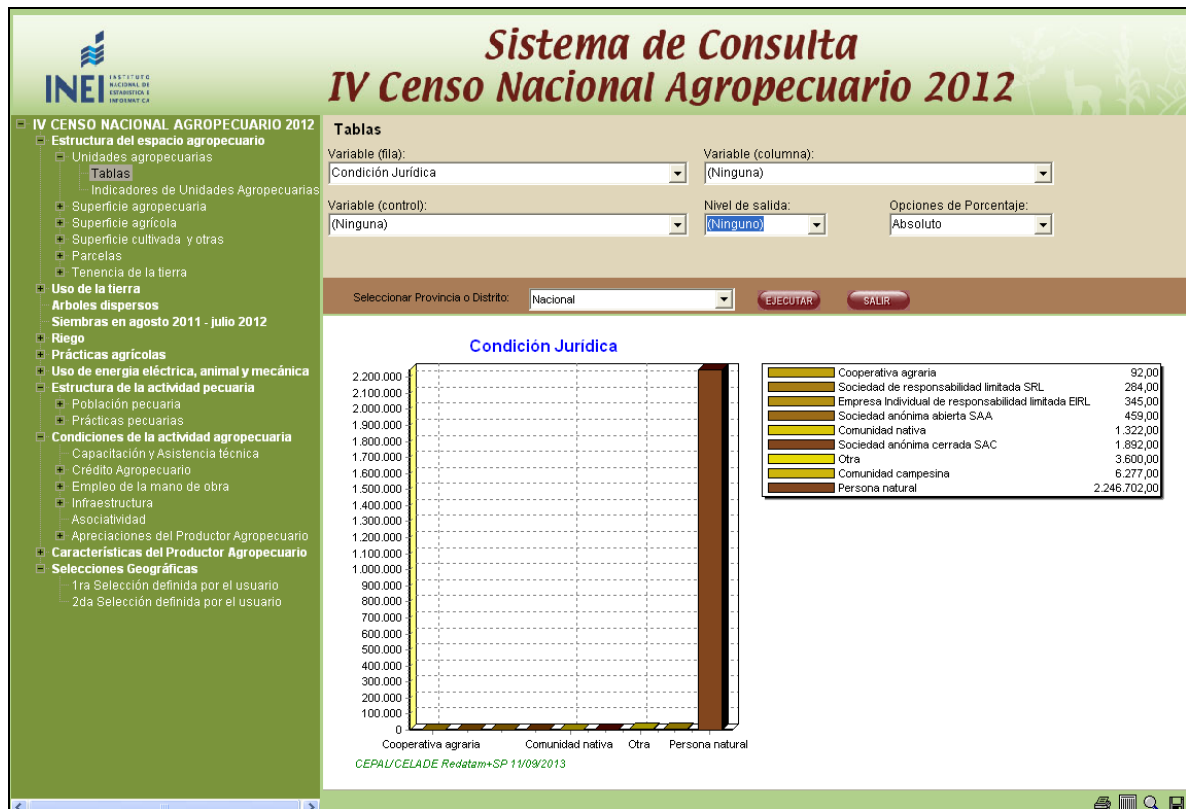 Sistema de Consulta
IV Censo Nacional Agropecuario 2012
INEI
INSTITUTO
NACIONAL DE
ESTADISTICA E
INFORMATICA
IV CENSO NACIONAL AGROPECUARIO 2012
Estructura del espacio agropecuario
Unidades agropecuarias
Tablas
Indicadores de Unidades Agropecuarias
Superficie agropecuaria
Superficie agrícola
Superficie cultivada y otras
Parcelas
Tenencia de la tierra
Uso de la tierra
Arboles dispersos
Siembras en agosto 2011 - julio 2012
Riego
Prácticas agrícolas
Uso de energia eléctrica, animal y mecánica
Estructura de la actividad pecuaria
Población pecuaria
Prácticas pecuarias
Condiciones de la actividad agropecuaria
Capacitación y Asistencia técnica
Crédito Agropecuario
Empleo de la mano de obra
Infraestructura
Asociatividad
Apreciaciones del Productor Agropecuario
Características del Productor Agropecuario
Selecciones Geográficas
1ra Selección definida por el usuario
2da Selección definida por el usuario
Tablas
Variable (fila): Variable (columna):
Condición Jurídica (Ninguna)
Variable (control): Nivel de salida: Opciones de Porcentaje:
(Ninguna) (Ninguno) Absoluto
Seleccionar Provincia o Distrito: Nacional EJECUTAR SALIR
Condición Jurídica
2.200.000
2.100.000
2.000.000
1.900.000
1.800.000
1.700.000
1.600.000
1.500.000
1.400.000
1.300.000
1.200.000
1.100.000
1.000.000
900.000
800.000
700.000
600.000
500.000
400.000
300.000
200.000
100.000
0
Cooperativa agraria Comunidad nativa Otra Persona natural
CEPAL/CELADE Redatam+SP 11/09/2013
Cooperativa agraria 92,00
Sociedad de responsabilidad limitada SRL 284,00
Empresa Individual de responsabilidad limitada EIRL 345,00
Sociedad anónima abierta SAA 459,00
Comunidad nativa 1.322,00
Sociedad anónima cerrada SAC 1.892,00
Otra 3.600,00
Comunidad campesina 6.277,00
Persona natural 2.246.702,00